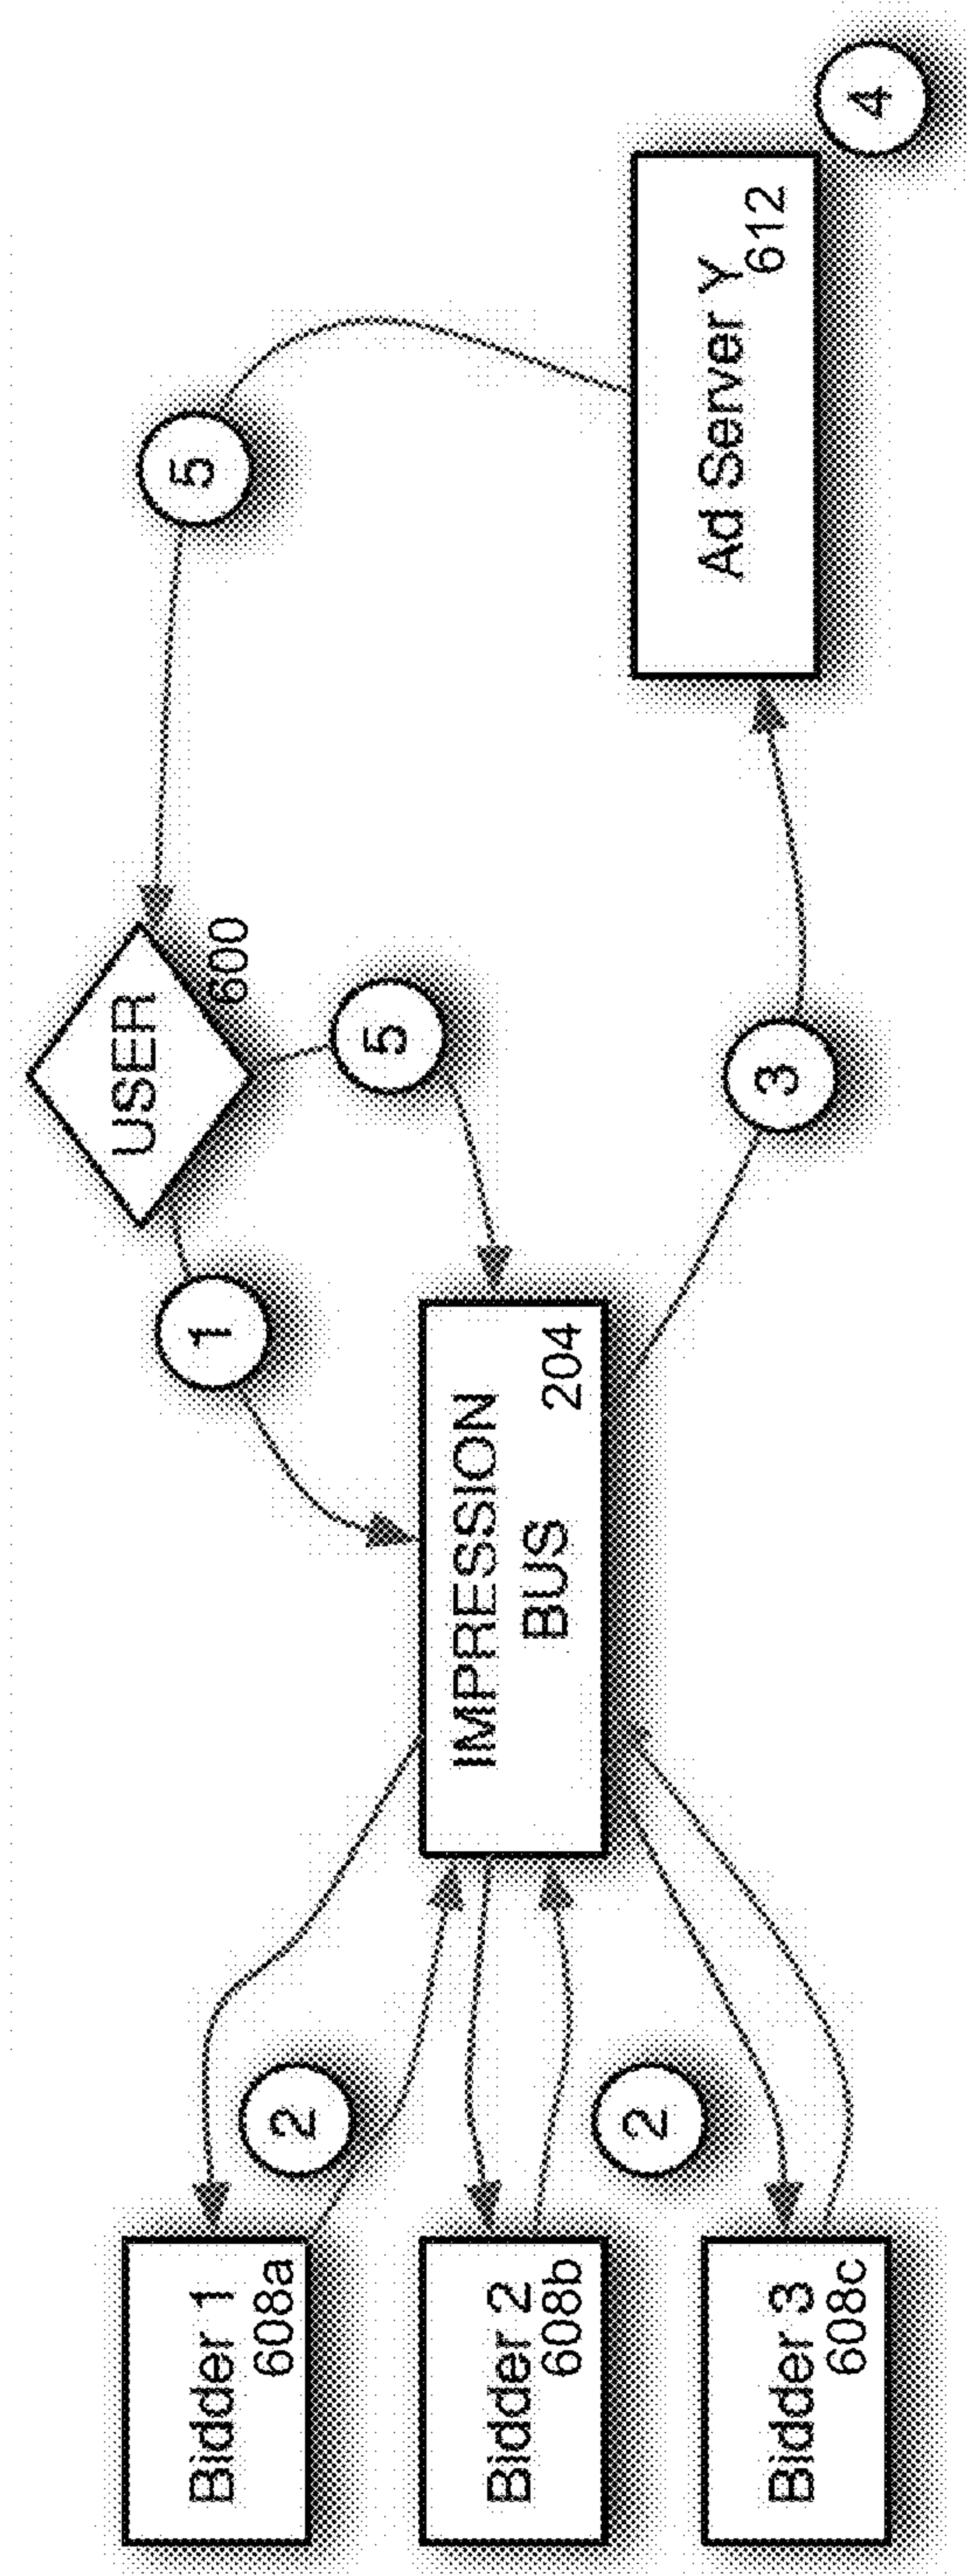 Bidder 1
608a
Bidder 2
608b
Bidder 3
608c
2
2
IMPRESSION
BUS
204
1
USER
600
5
3
5
Ad Server Y
612
4